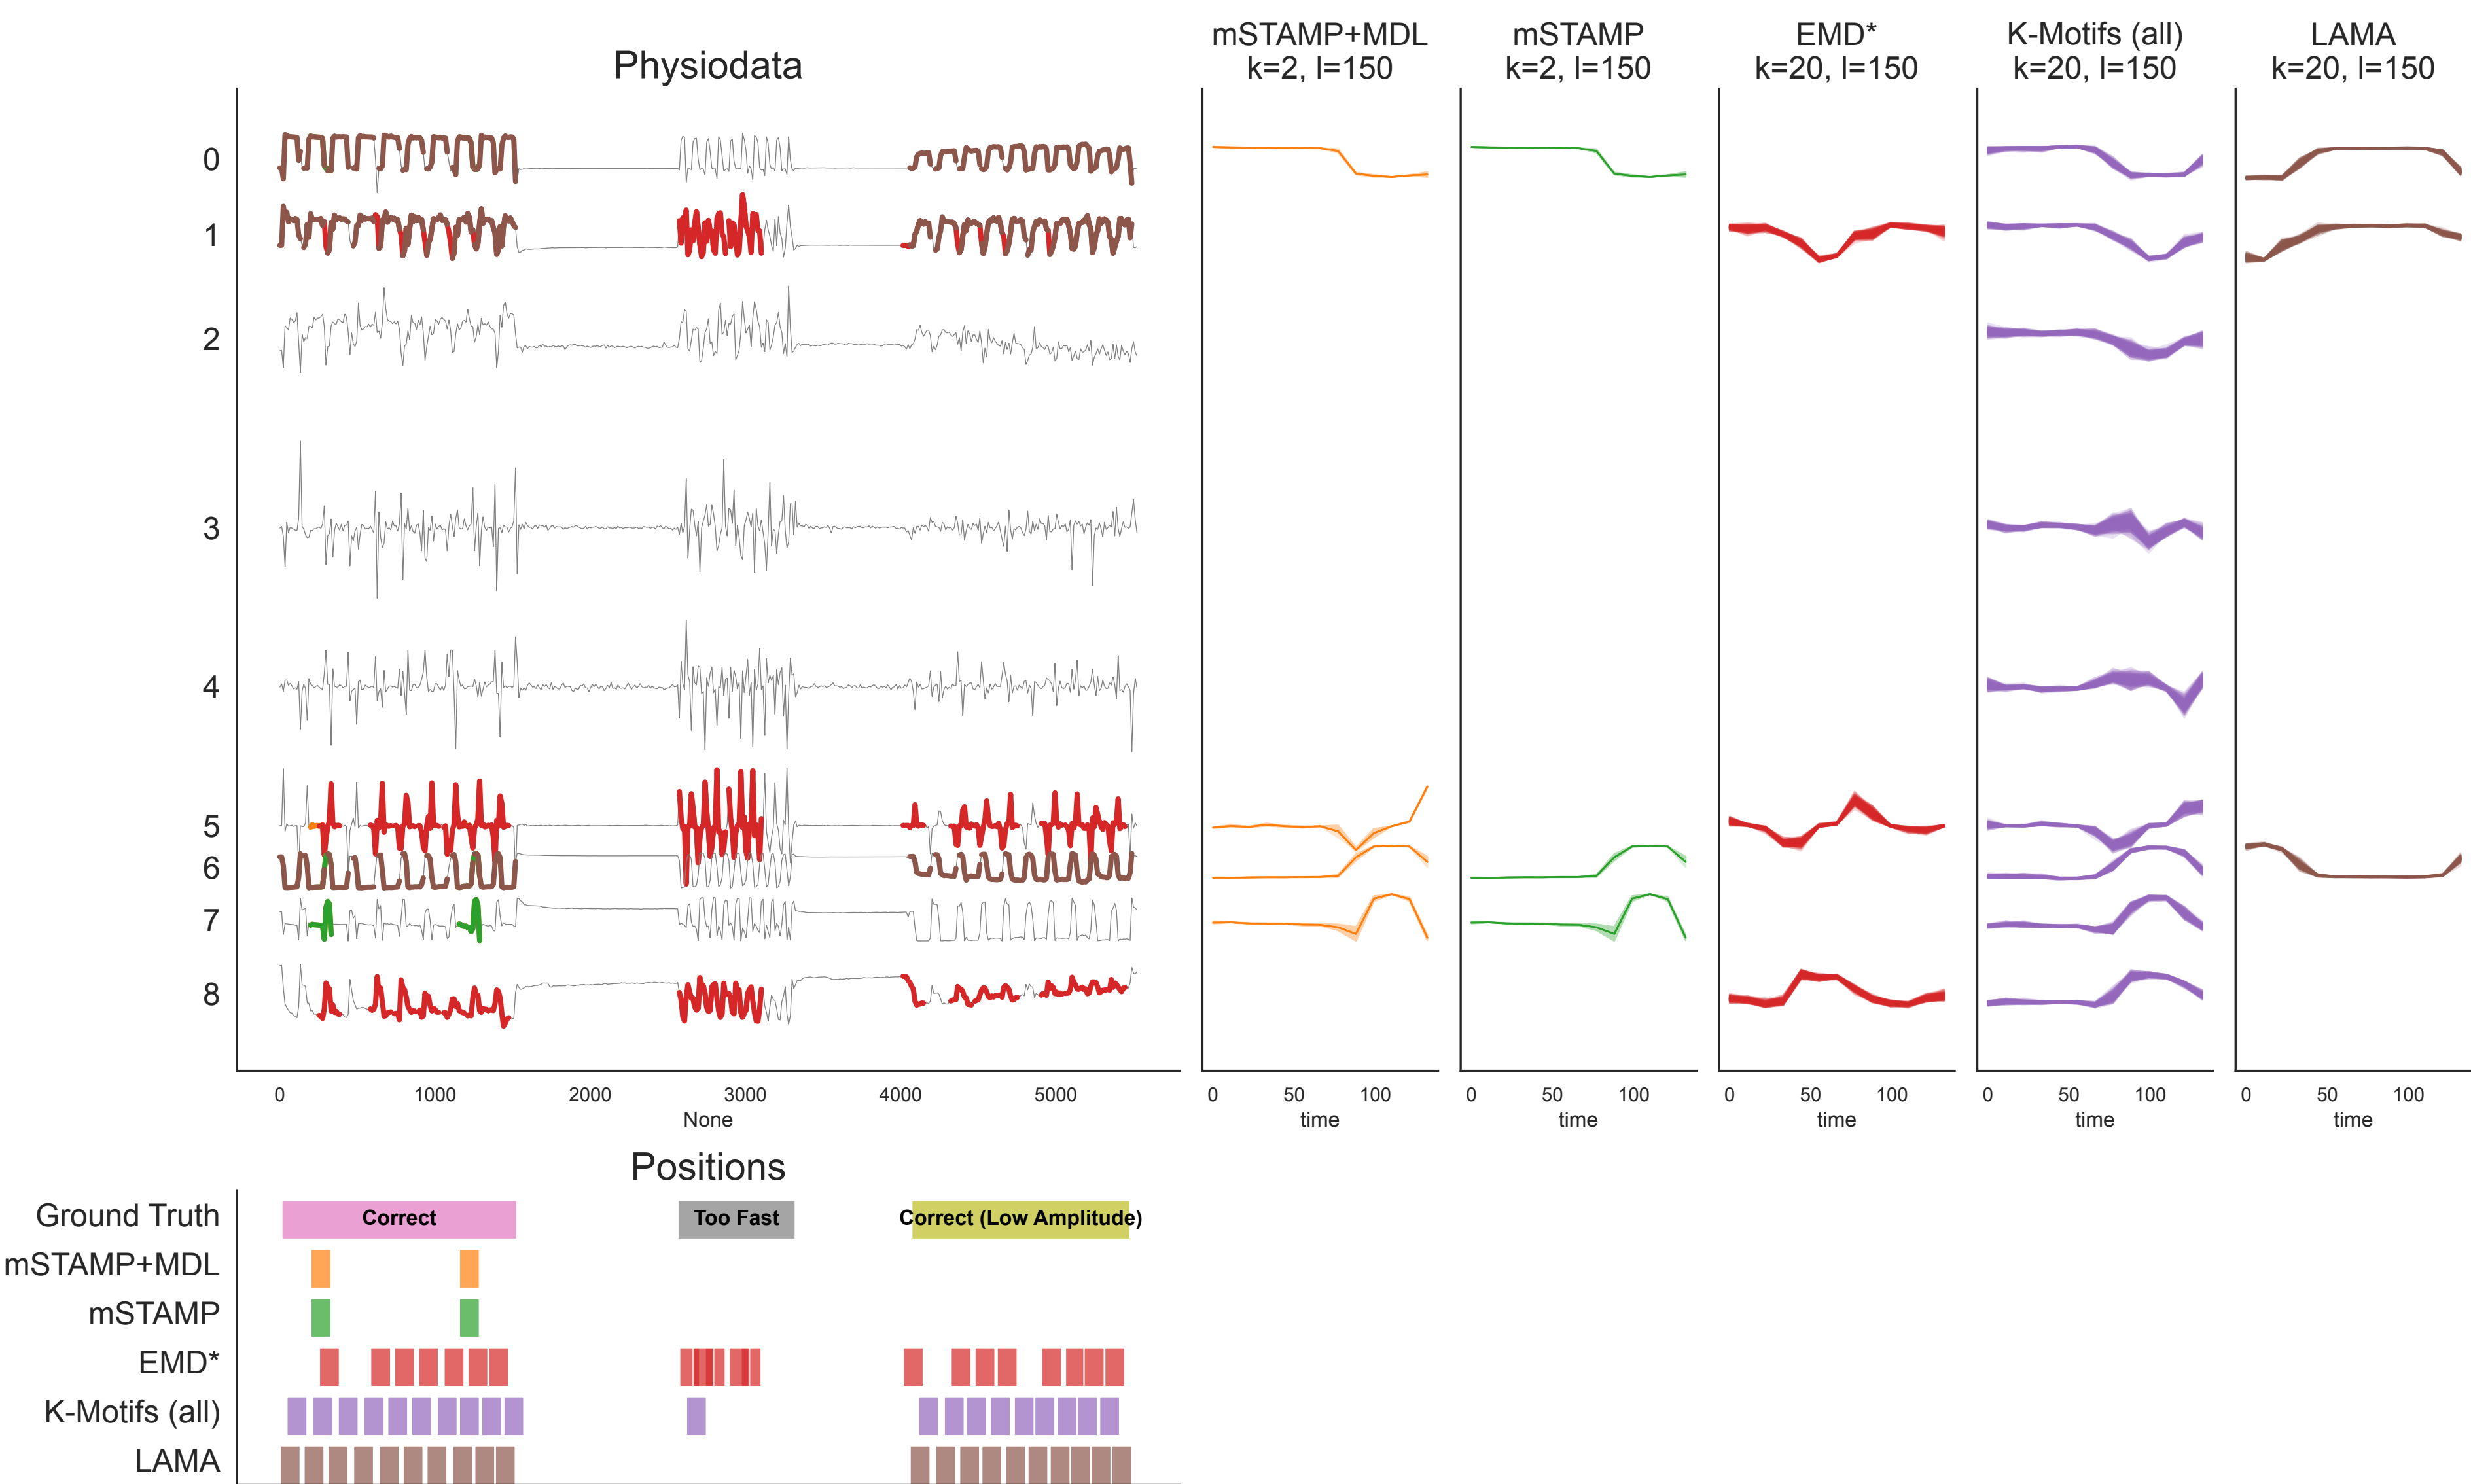 Physiodata
mSTAMP+MDL
k=2, l=150
mSTAMP
k=2, l=150
EMD*
k=20, l=150
K-Motifs (all)
k=20, l=150
LAMA
k=20, l=150
0
1
2
3
4
5
6
7
8
0 1000 2000 3000 4000 5000
None
0 50 100
time
0 50 100
time
0 50 100
time
0 50 100
time
0 50 100
time
Positions
Ground Truth
Correct
Too Fast
Correct (Low Amplitude)
mSTAMP+MDL
mSTAMP
EMD*
K-Motifs (all)
LAMA